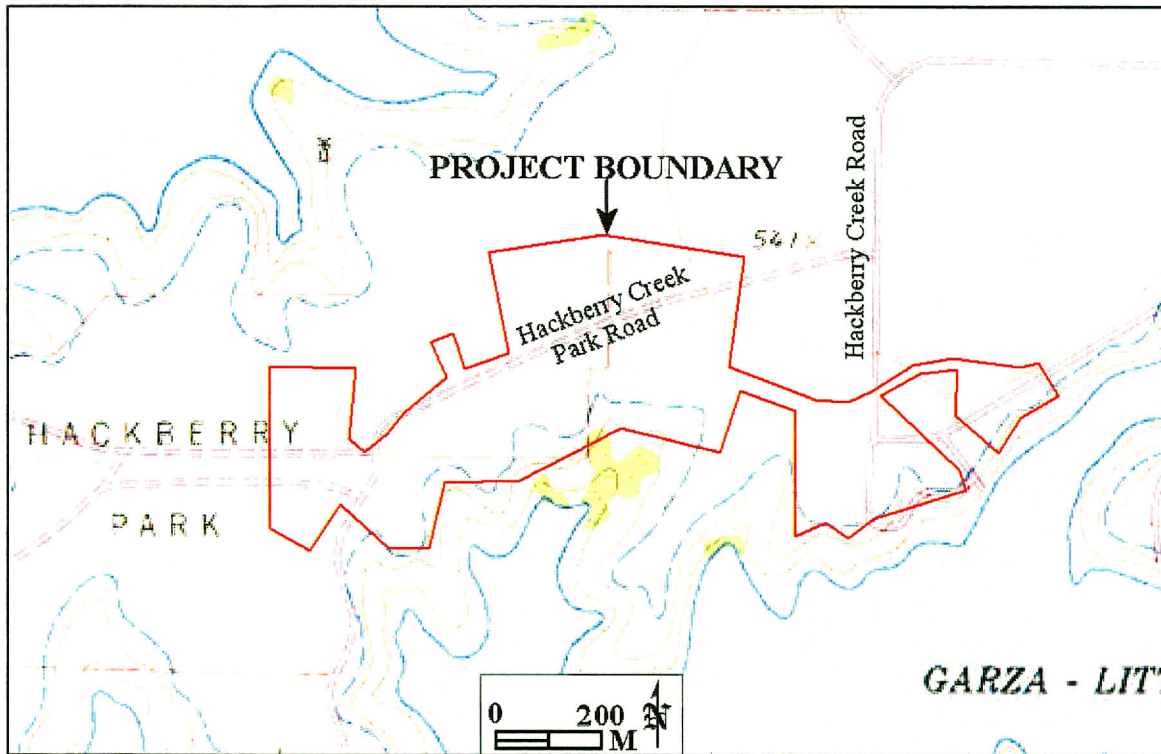 PROJECT BOUNDARY
Hackberry Creek Road
Hackberry Creek
Park Road
HACKBERRY
PARK
GARZA - LITT
0 200
M
N